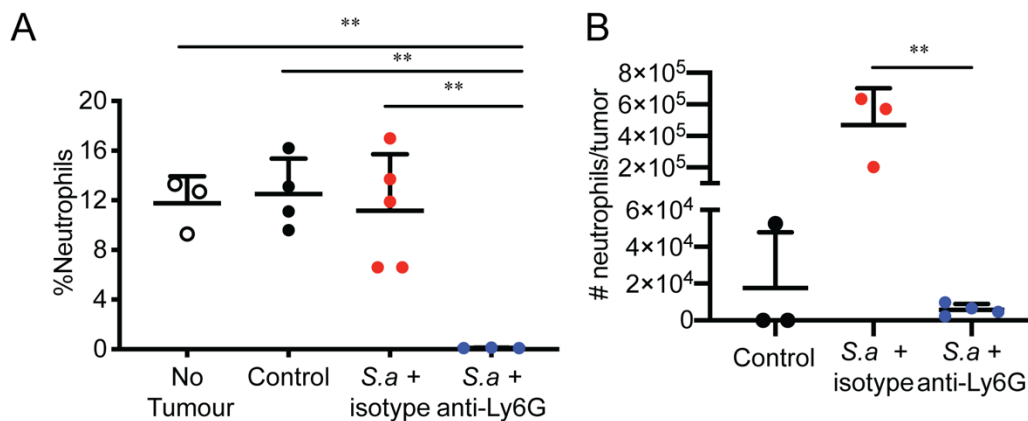 A
**
**
**
%Neutrophils
20
16
12
8
4
0
No Tumour
Control
S.a + isotype
S.a + anti-Ly6G
B
**
# neutrophils/tumor
8×10⁵
6×10⁵
4×10⁵
2×10⁵
6×10⁴
4×10⁴
2×10⁴
0
Control
S.a + isotype
S.a + anti-Ly6G